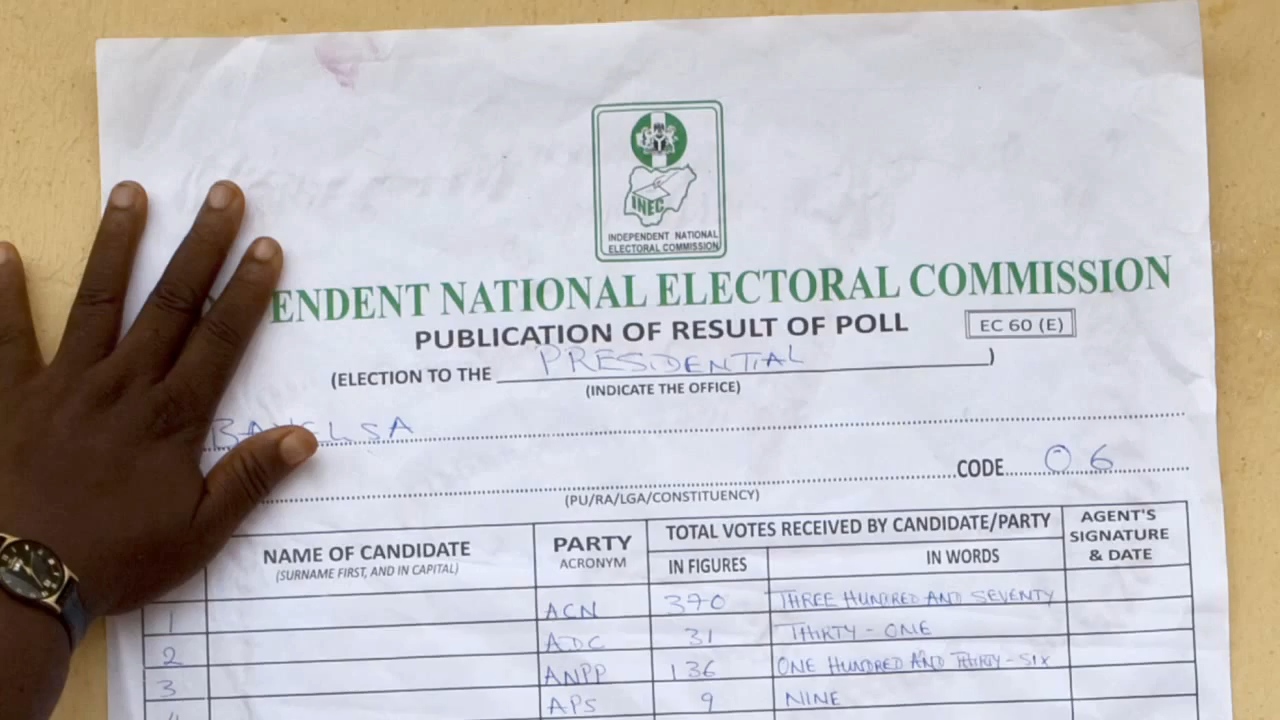 INEC
INDEPENDENT NATIONAL
ELECTORAL COMMISSION
ENDENT NATIONAL ELECTORAL COMMISSION
PUBLICATION OF RESULT OF POLL
EC 60 (E)
(ELECTION TO THE PRESIDENTIAL )
(INDICATE THE OFFICE)
CODE 06
(PU/RA/LGA/CONSTITUENCY)
NAME OF CANDIDATE
(SURNAME FIRST, AND IN CAPITAL)
PARTY
ACRONYM
TOTAL VOTES RECEIVED BY CANDIDATE/PARTY
IN FIGURES
IN WORDS
AGENT'S
SIGNATURE
& DATE
1 ACN 370 THREE HUNDRED AND SEVENTY
2 ADC 31 THIRTY - ONE
3 ANPP 136 ONE HUNDRED AND THIRTY-SIX
4 APS 9 NINE